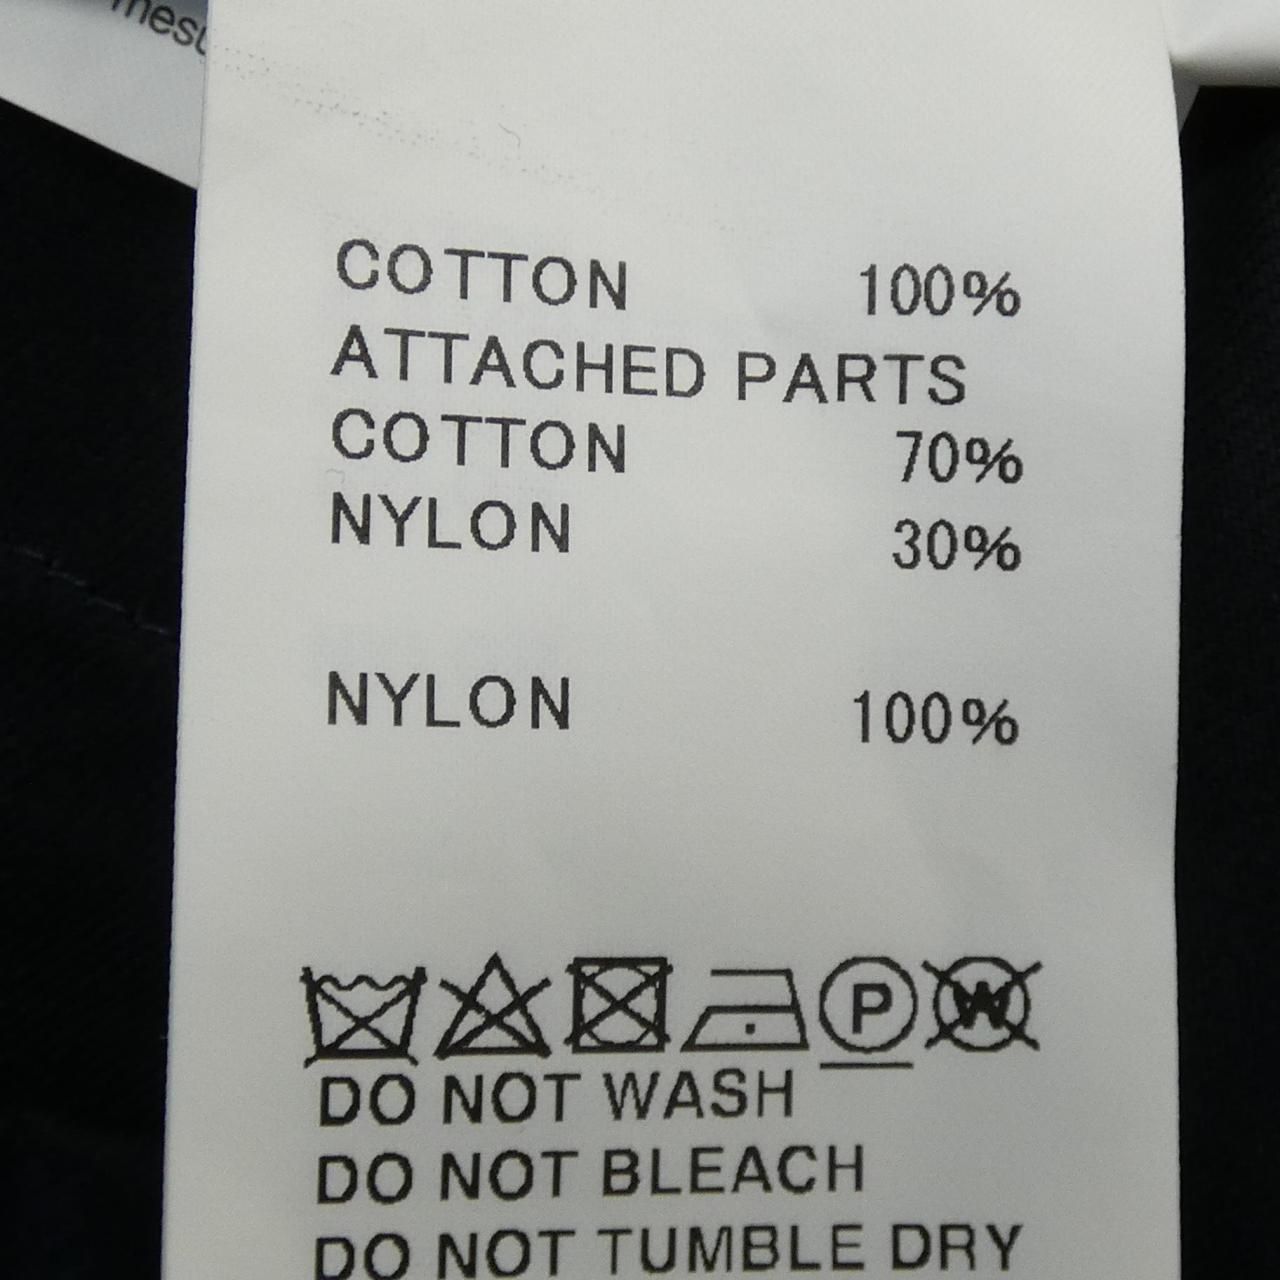 COTTON 100%
ATTACHED PARTS
COTTON 70%
NYLON 30%
NYLON 100%
P W
DO NOT WASH
DO NOT BLEACH
DO NOT TUMBLE DRY